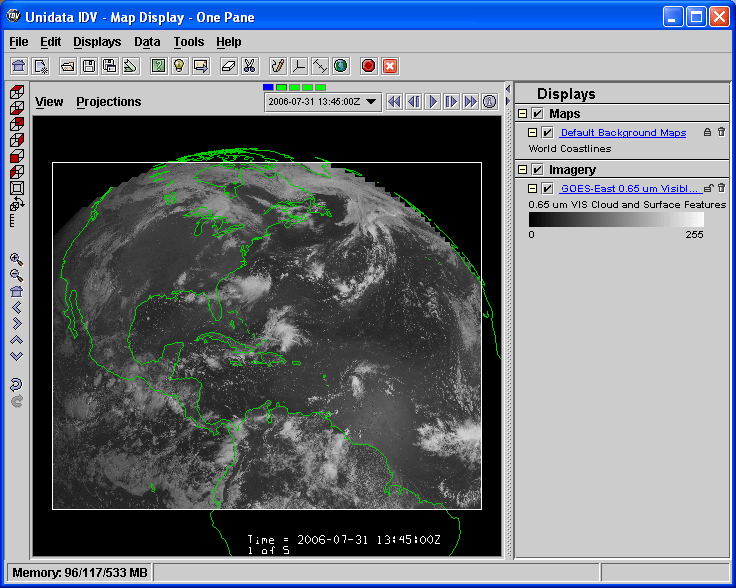 Unidata IDV - Map Display - One Pane
File Edit Displays Data Tools Help
View Projections
2006-07-31 13:45:00Z
Displays
Maps
Default Background Maps
World Coastlines
Imagery
GOES-East 0.65 um Visibl...
0.65 um VIS Cloud and Surface Features
0 255
Time = 2006-07-31 13:45:00Z
1 of 5
Memory: 96/117/533 MB